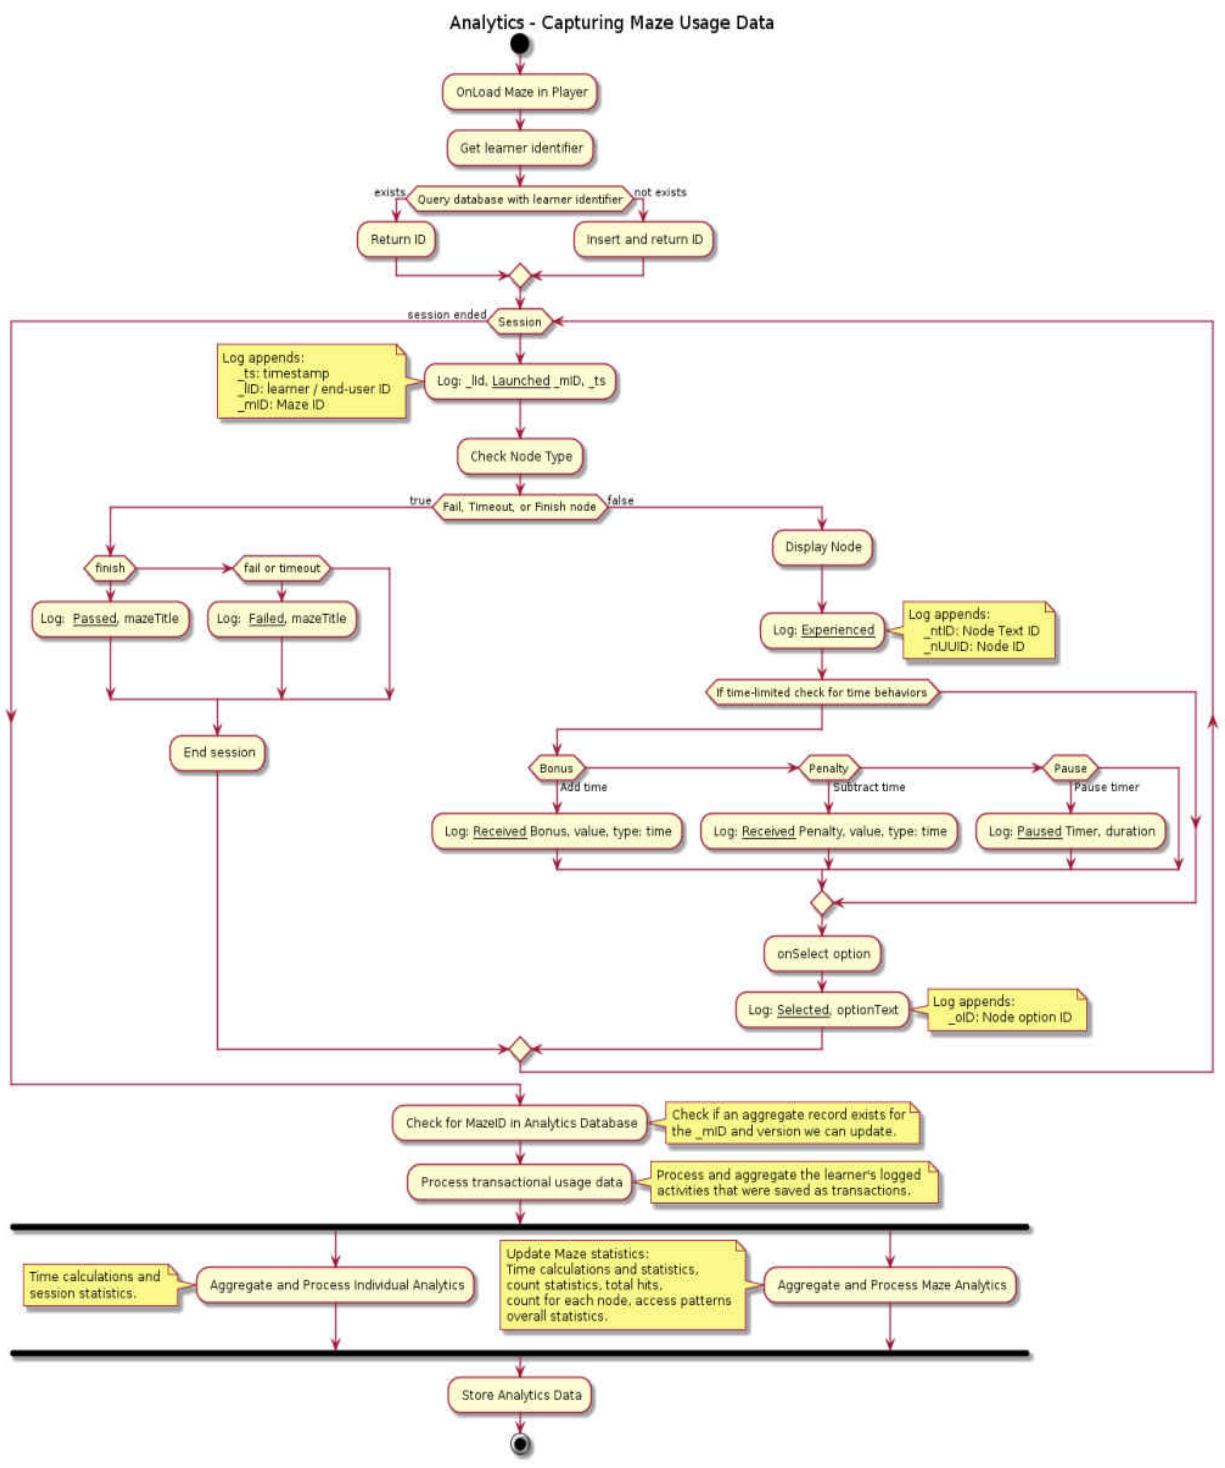 Analytics - Capturing Maze Usage Data
OnLoad Maze in Player
Get learner identifier
exists
Query database with learner identifier
not exists
Return ID
Insert and return ID
session ended
Session
Log appends:
_ts: timestamp
_lID: learner / end-user ID
_mID: Maze ID
Log: _lId, Launched _mID, _ts
Check Node Type
true
Fail, Timeout, or Finish node
false
finish
fail or timeout
Log: Passed, mazeTitle
Log: Failed, mazeTitle
End session
Display Node
Log: Experienced
Log appends:
_ntID: Node Text ID
_nUUID: Node ID
If time-limited check for time behaviors
Bonus
Penalty
Pause
Add time
Subtract time
Pause timer
Log: Received Bonus, value, type: time
Log: Received Penalty, value, type: time
Log: Paused Timer, duration
onSelect option
Log: Selected, optionText
Log appends:
_oID: Node option ID
Check for MazeID in Analytics Database
Check if an aggregate record exists for
the _mID and version we can update.
Process transactional usage data
Process and aggregate the learner's logged
activities that were saved as transactions.
Time calculations and
session statistics.
Aggregate and Process Individual Analytics
Update Maze statistics:
Time calculations and statistics,
count statistics, total hits,
count for each node, access patterns
overall statistics.
Aggregate and Process Maze Analytics
Store Analytics Data